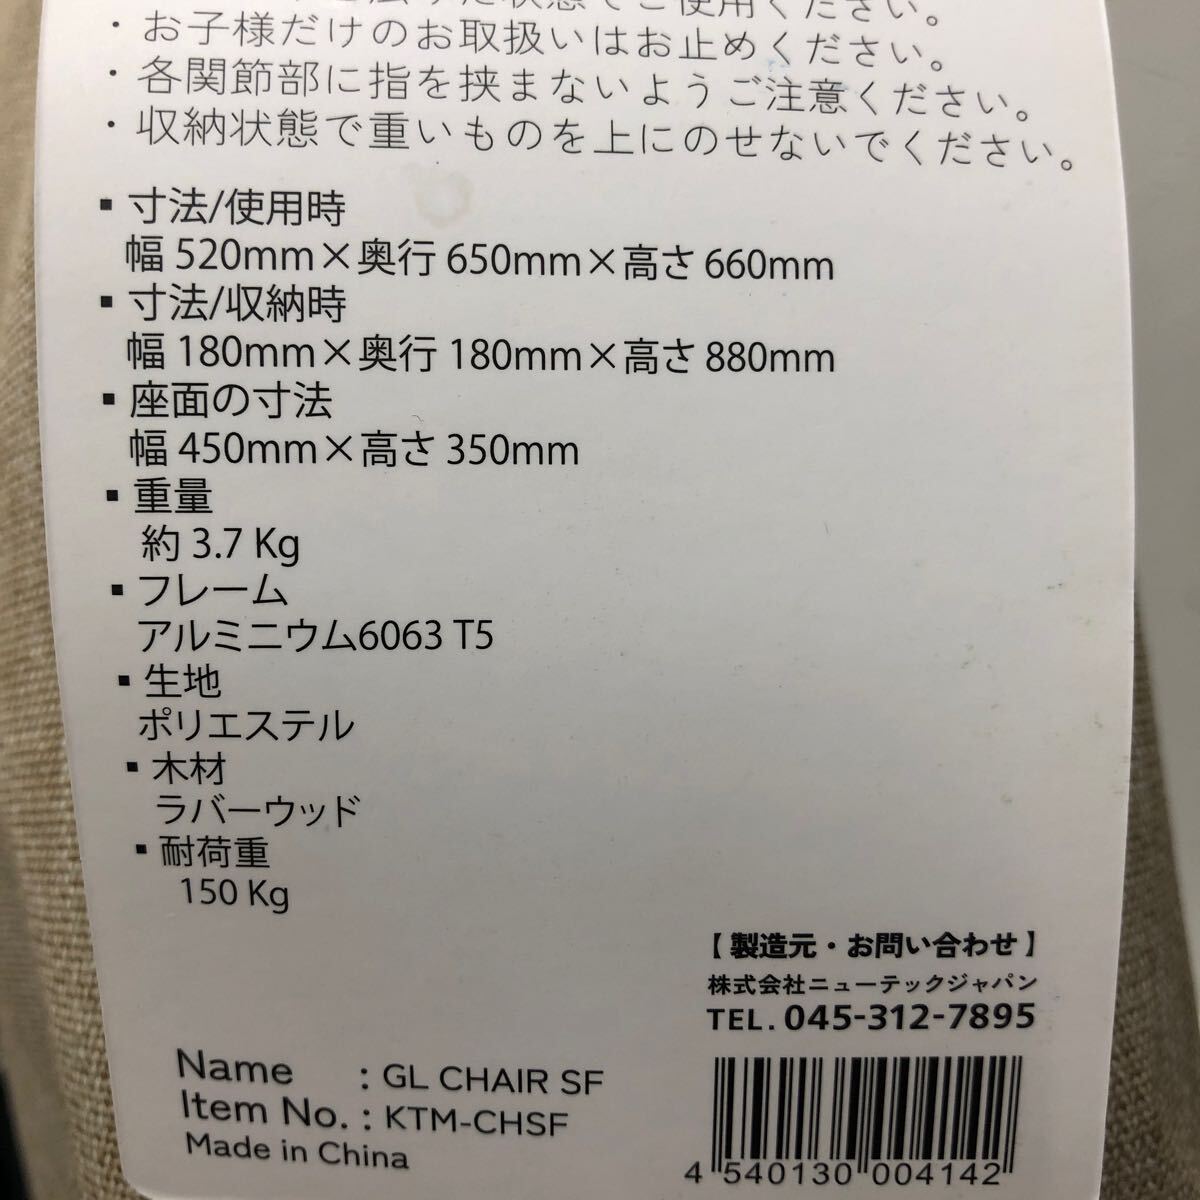 でご使用ください。
・お子様だけのお取扱いはお止めください。
・各関節部に指を挟まないようご注意ください。
・収納状態で重いものを上にのせないでください。
▪寸法/使用時
幅 520mm×奥行 650mm×高さ 660mm
▪寸法/収納時
幅 180mm×奥行 180mm×高さ 880mm
▪座面の寸法
幅 450mm×高さ 350mm
▪重量
約 3.7 Kg
▪フレーム
アルミニウム6063 T5
▪生地
ポリエステル
▪木材
ラバーウッド
▪耐荷重
150 Kg
【 製造元・お問い合わせ 】
株式会社ニューテックジャパン
TEL. 045-312-7895
Name : GL CHAIR SF
Item No. : KTM-CHSF
Made in China
4 540130 004142